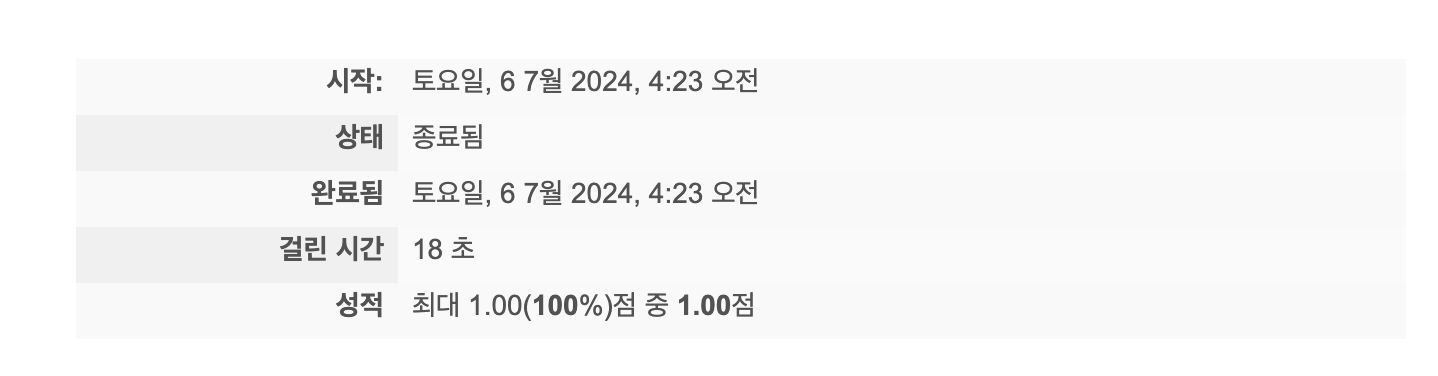 시작: 토요일, 6 7월 2024, 4:23 오전
상태 종료됨
완료됨 토요일, 6 7월 2024, 4:23 오전
걸린 시간 18 초
성적 최대 1.00(100%)점 중 1.00점